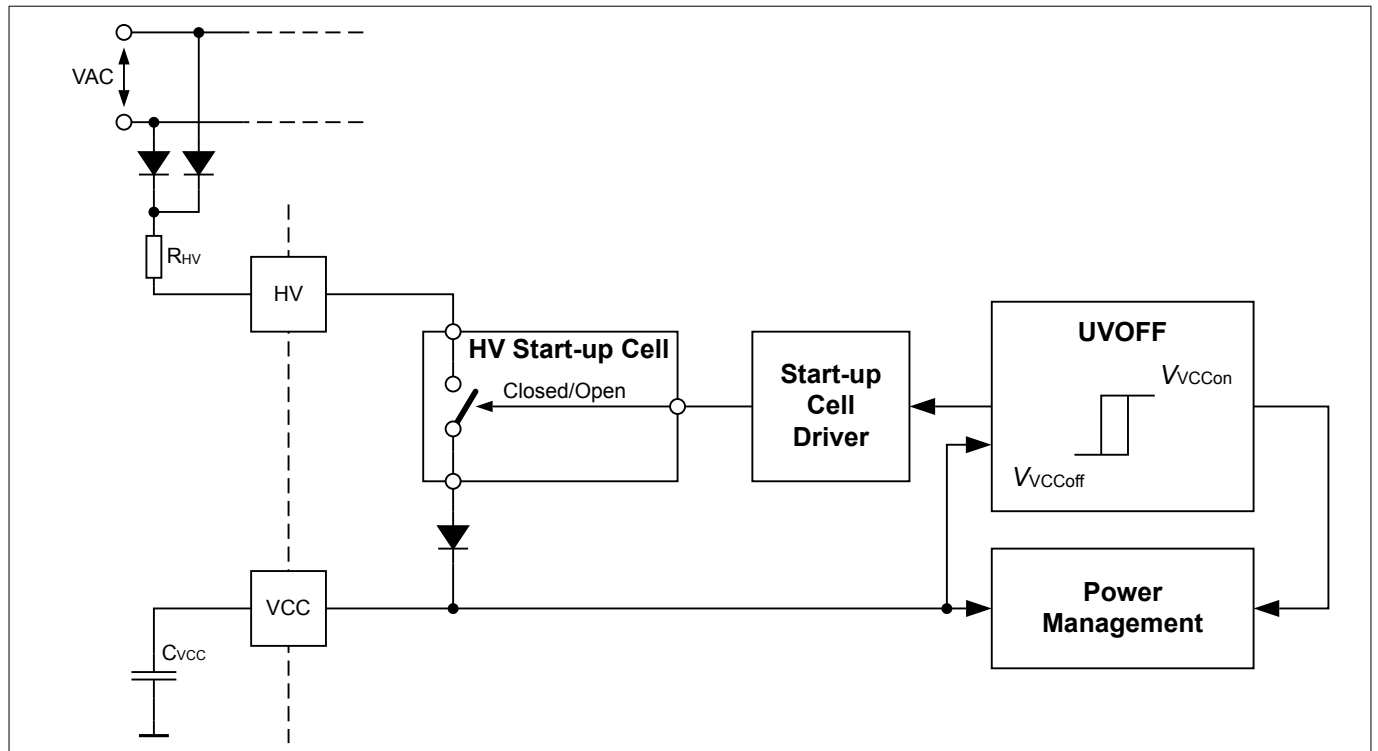 VAC
RHV
HV
HV Start-up Cell
Closed/Open
Start-up
Cell
Driver
UVOFF
VVCCon
VVCCoff
VCC
CVCC
Power
Management